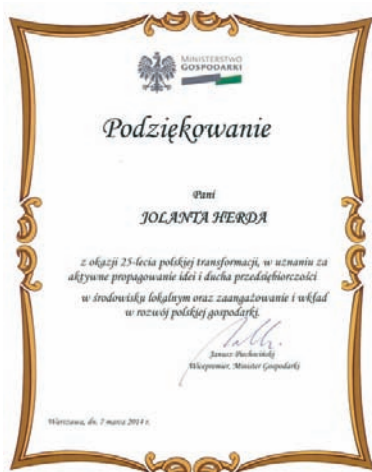 MINISTERSTWO
GOSPODARKI
Podziękowanie
Pani
JOLANTA HERDA
z okazji 25-lecia polskiej transformacji, w uznaniu za
aktywne propagowanie idei i ducha przedsiębiorczości
w środowisku lokalnym oraz zaangażowanie i wkład
w rozwój polskiej gospodarki.
Janusz Piechociński
Wicepremier, Minister Gospodarki
Warszawa, dn. 7 marca 2014 r.